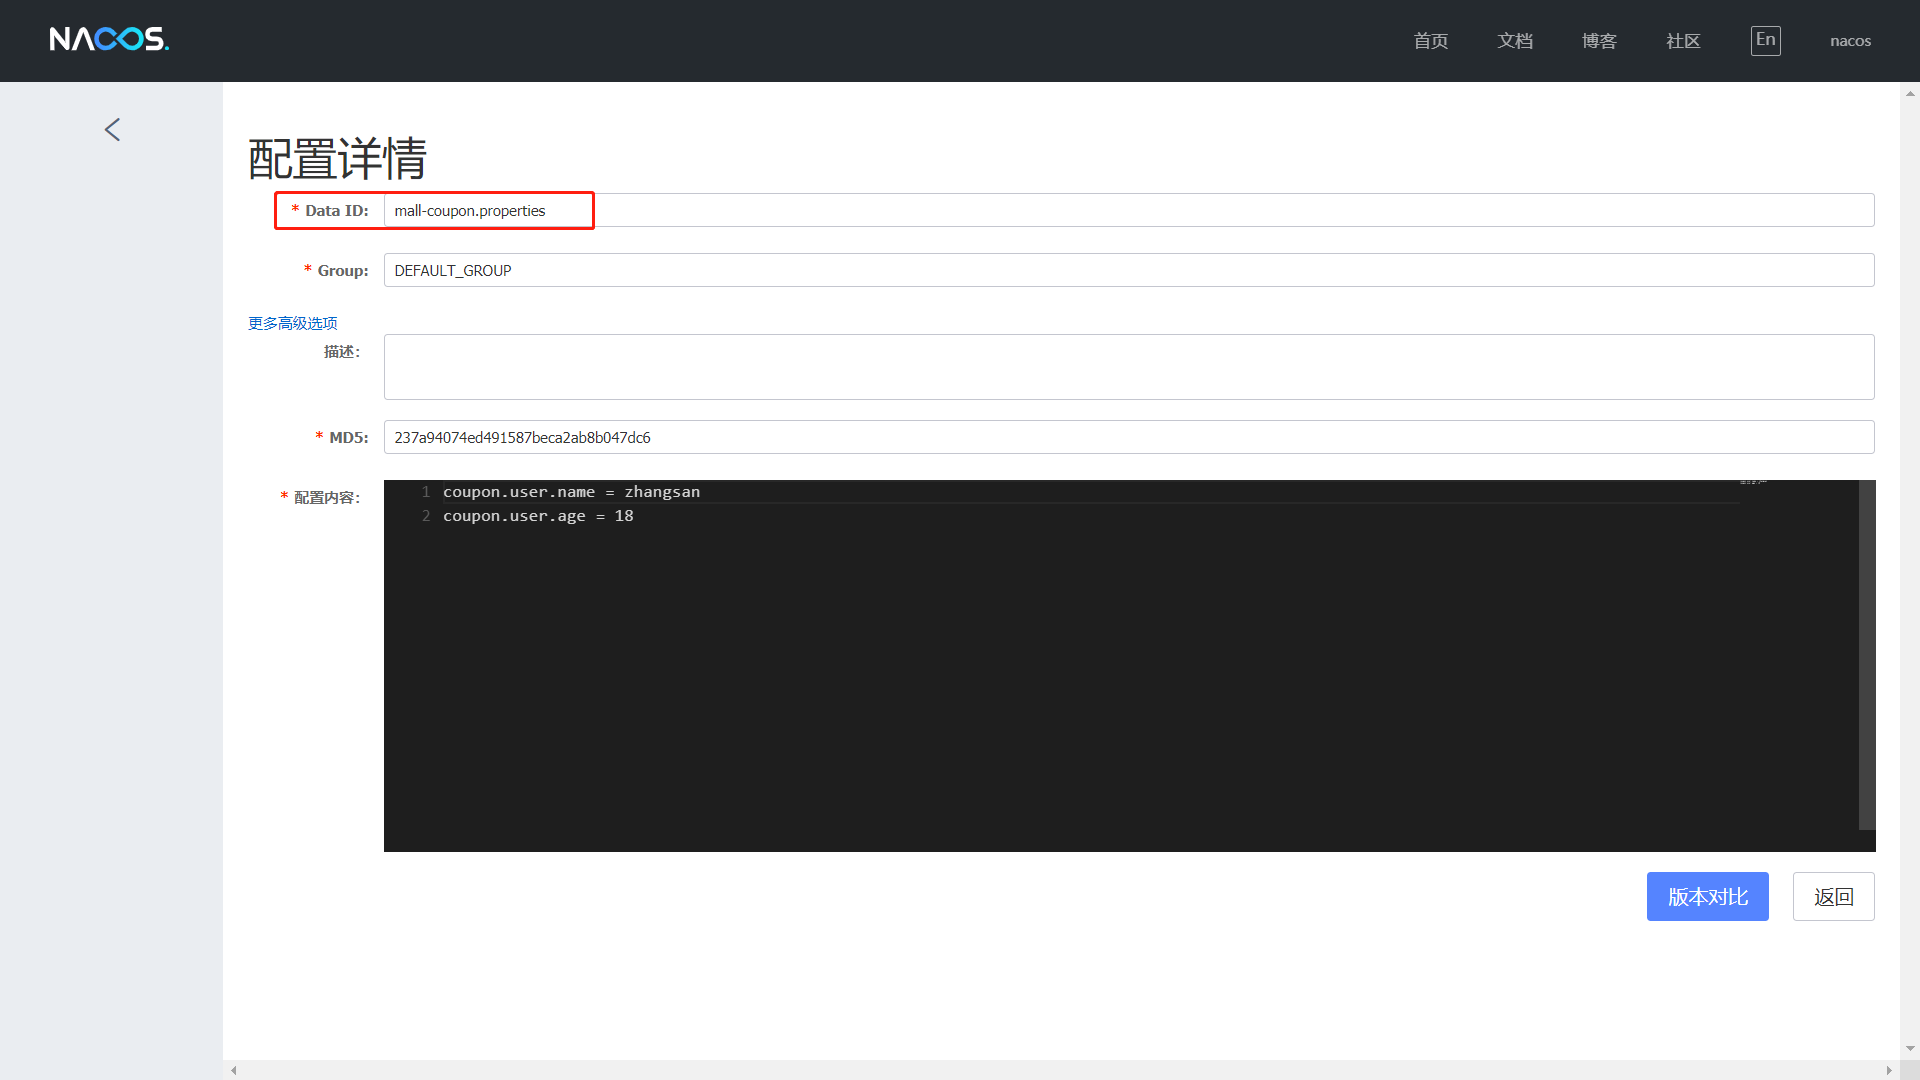 NACOS.
首页 文档 博客 社区 En nacos
配置详情
* Data ID: mall-coupon.properties
* Group: DEFAULT_GROUP
更多高级选项
描述:
* MD5: 237a94074ed491587beca2ab8b047dc6
* 配置内容: 1 coupon.user.name = zhangsan
2 coupon.user.age = 18
版本对比 返回